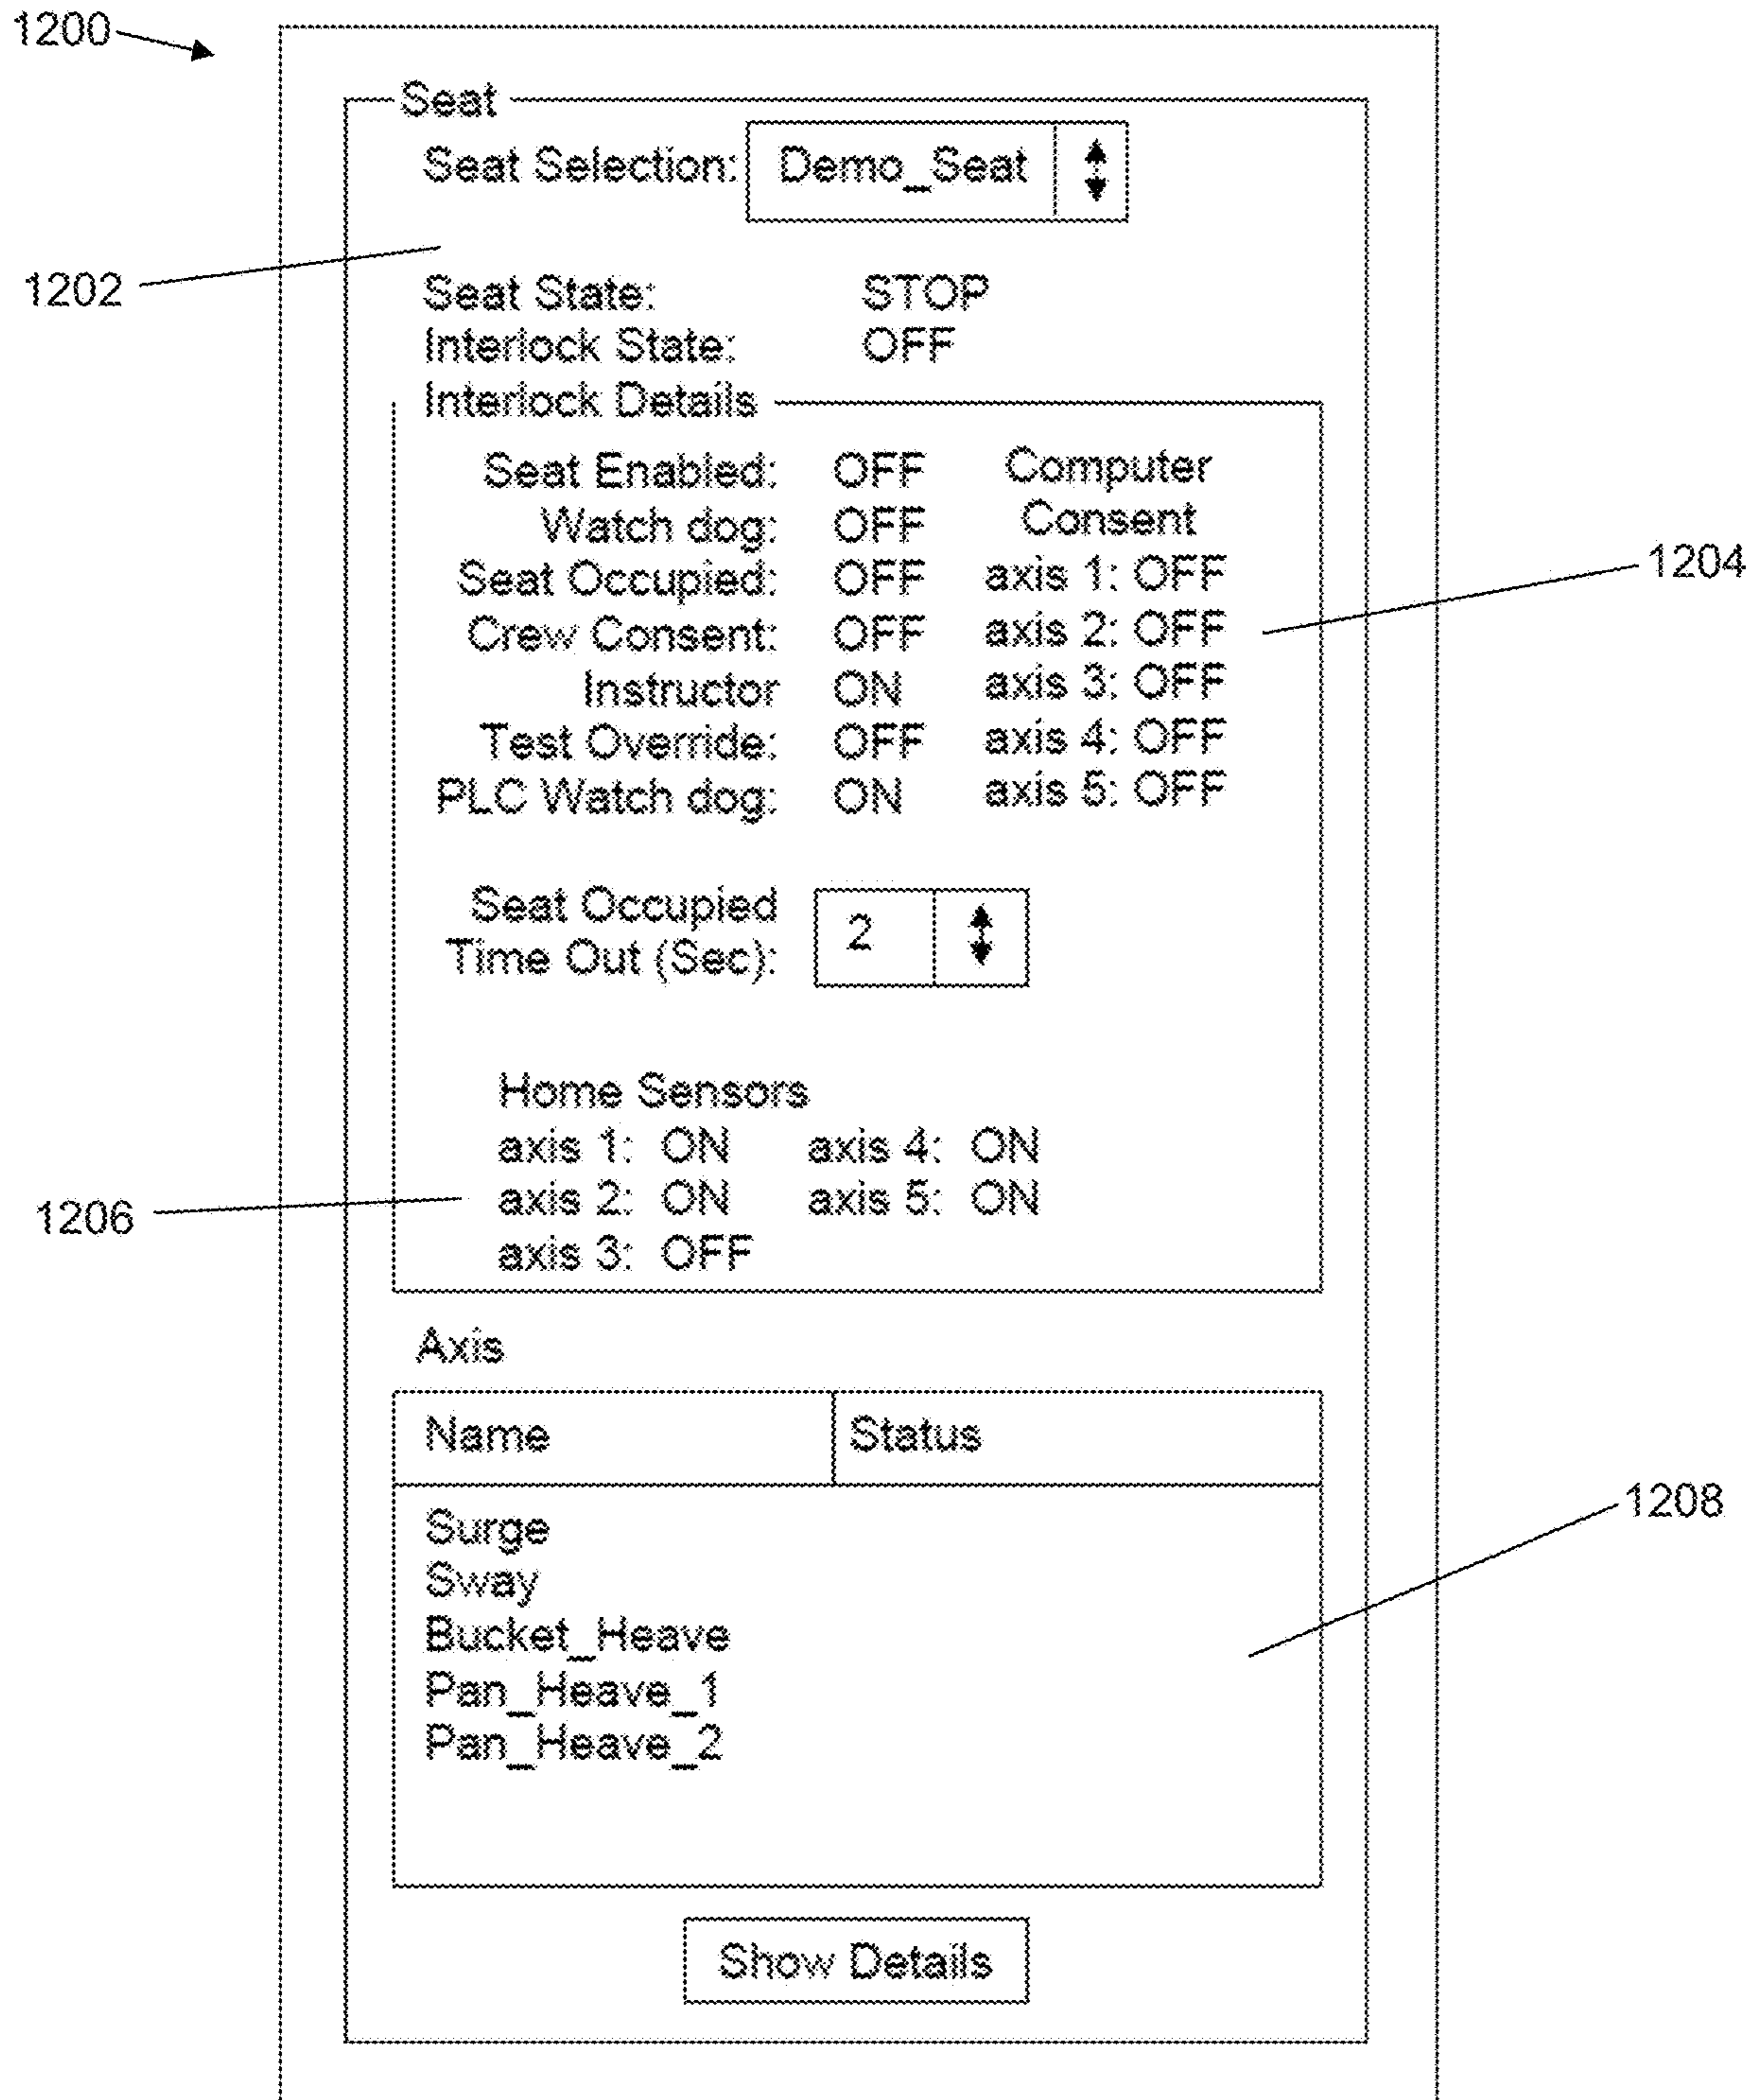 1200
Seat
Seat Selection: Demo_Seat
1202
Seat State: STOP
Interlock State: OFF
Interlock Details
Seat Enabled: OFF
Watch dog: OFF
Seat Occupied: OFF
Crew Consent: OFF
Instructor ON
Test Override: OFF
PLC Watch dog: ON
Computer
Consent
axis 1: OFF
axis 2: OFF
axis 3: OFF
axis 4: OFF
axis 5: OFF
1204
Seat Occupied
Time Out (Sec): 2
Home Sensors
axis 1: ON axis 4: ON
axis 2: ON axis 5: ON
axis 3: OFF
1206
Axis
Name Status
Surge
Sway
Bucket_Heave
Pan_Heave_1
Pan_Heave_2
1208
Show Details